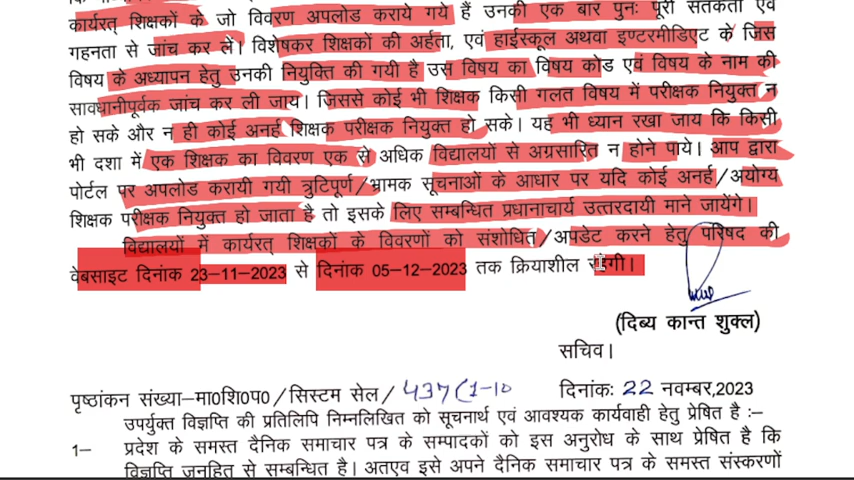 कार्यरत् शिक्षकों के जो विवरण अपलोड कराये गये हैं उनकी एक बार पुनः पूरी सतर्कता एवं
गहनता से जांच कर लें। विशेषकर शिक्षकों की अर्हता, एवं हाईस्कूल अथवा इण्टरमीडिएट के जिस
विषय के अध्यापन हेतु उनकी नियुक्ति की गयी है उस विषय का विषय कोड एवं विषय के नाम की
सावधानीपूर्वक जांच कर ली जाय। जिससे कोई भी शिक्षक किसी गलत विषय में परीक्षक नियुक्त न
हो सके और न ही कोई अनर्ह शिक्षक परीक्षक नियुक्त हो सके। यह भी ध्यान रखा जाय कि किसी
भी दशा में एक शिक्षक का विवरण एक से अधिक विद्यालयों से अग्रसारित न होने पाये। आप द्वारा
पोर्टल पर अपलोड करायी गयी त्रुटिपूर्ण/भ्रामक सूचनाओं के आधार पर यदि कोई अनर्ह/अयोग्य
शिक्षक परीक्षक नियुक्त हो जाता है तो इसके लिए सम्बन्धित प्रधानाचार्य उत्तरदायी माने जायेंगे।
विद्यालयों में कार्यरत् शिक्षकों के विवरणों को संशोधित/अपडेट करने हेतु परिषद की
वेबसाइट दिनांक 23-11-2023 से दिनांक 05-12-2023 तक क्रियाशील रहेगी।
(दिब्य कान्त शुक्ल)
सचिव।
पृष्ठांकन संख्या-मा0शि0प0/सिस्टम सेल/ 437(1-10 दिनांकः 22 नवम्बर,2023
उपर्युक्त विज्ञप्ति की प्रतिलिपि निम्नलिखित को सूचनार्थ एवं आवश्यक कार्यवाही हेतु प्रेषित है :-
1- प्रदेश के समस्त दैनिक समाचार पत्र के सम्पादकों को इस अनुरोध के साथ प्रेषित है कि
विज्ञप्ति जनहित से सम्बन्धित है। अतएव इसे अपने दैनिक समाचार पत्र के समस्त संस्करणों